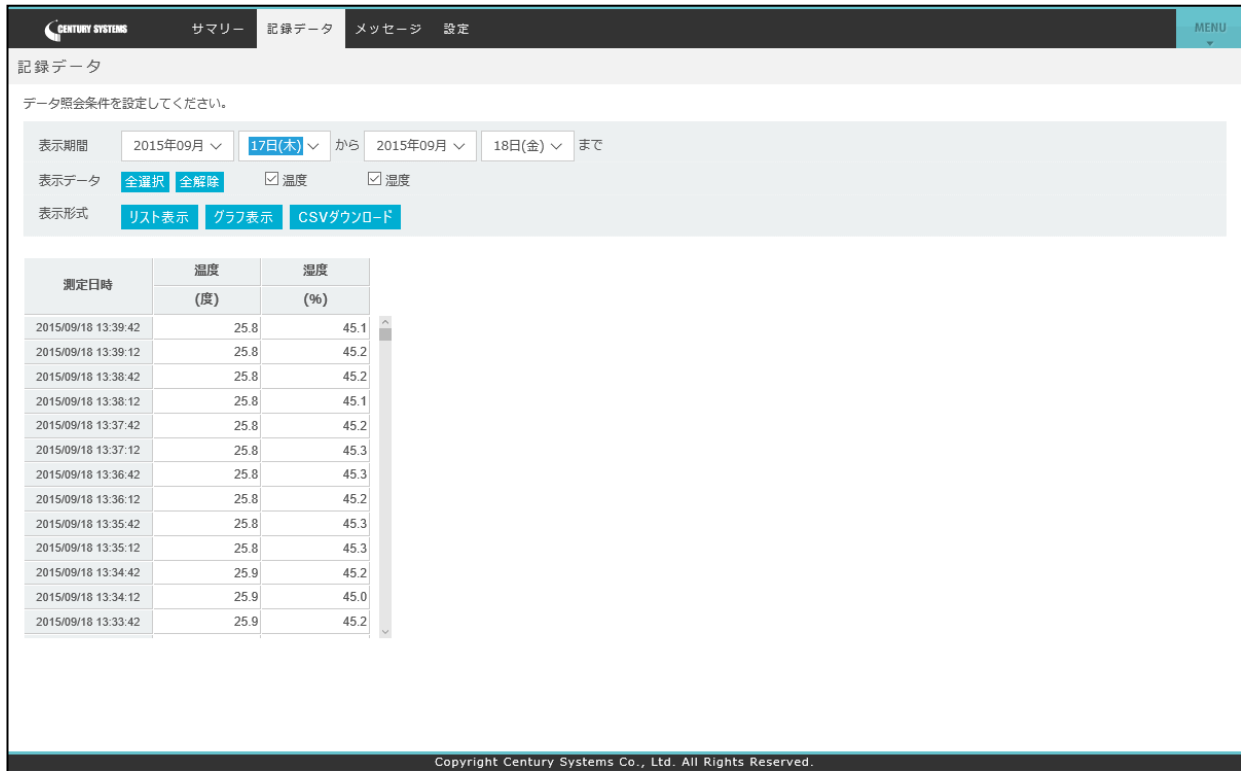 CENTURY SYSTEMS サマリー 記録データ メッセージ 設定 MENU
記録データ
データ照会条件を設定してください。
表示期間 2015年09月 17日(木) から 2015年09月 18日(金) まで
表示データ 全選択 全解除 温度 湿度
表示形式 リスト表示 グラフ表示 CSVダウンロード
測定日時 温度 湿度
(度) (%)
2015/09/18 13:39:42 25.8 45.1
2015/09/18 13:39:12 25.8 45.2
2015/09/18 13:38:42 25.8 45.2
2015/09/18 13:38:12 25.8 45.1
2015/09/18 13:37:42 25.8 45.2
2015/09/18 13:37:12 25.8 45.3
2015/09/18 13:36:42 25.8 45.3
2015/09/18 13:36:12 25.8 45.2
2015/09/18 13:35:42 25.8 45.3
2015/09/18 13:35:12 25.8 45.3
2015/09/18 13:34:42 25.9 45.2
2015/09/18 13:34:12 25.9 45.0
2015/09/18 13:33:42 25.9 45.2
Copyright Century Systems Co., Ltd. All Rights Reserved.